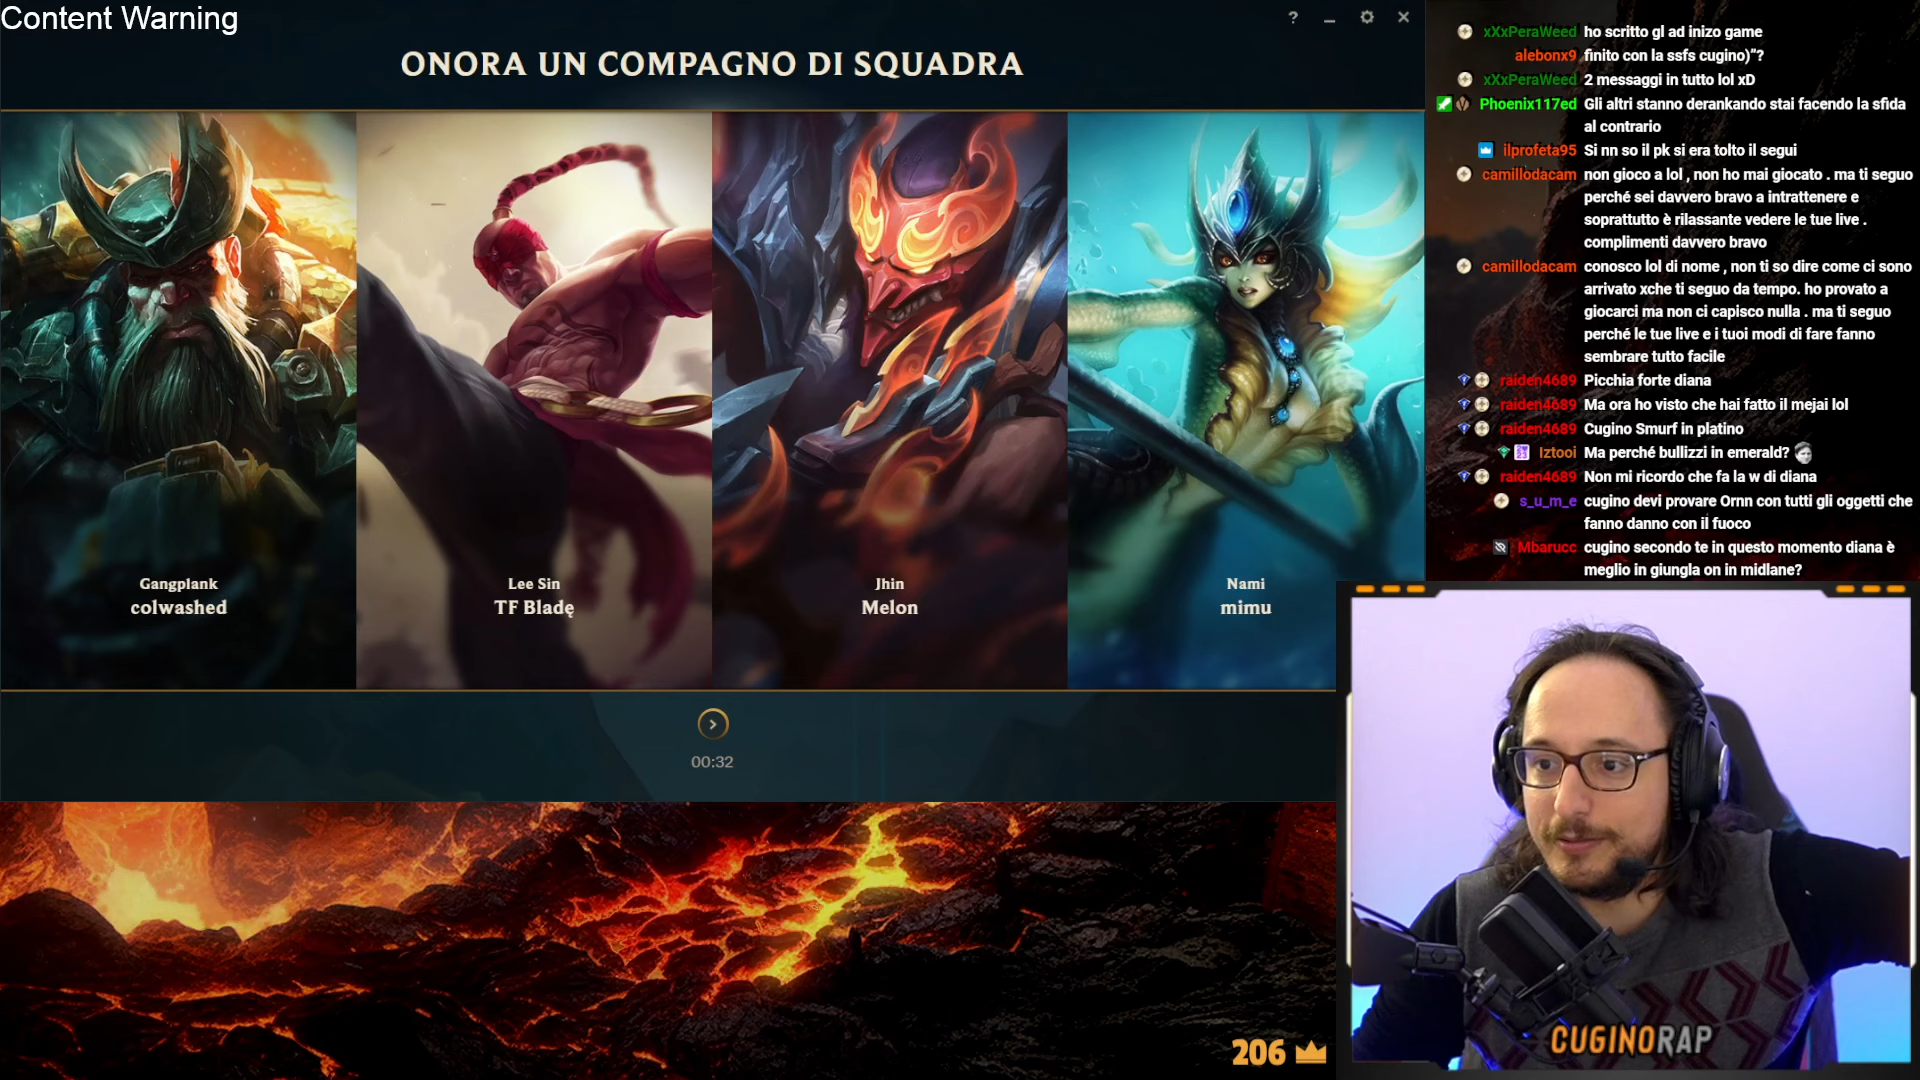 Content Warning
?
ONORA UN COMPAGNO DI SQUADRA
Gangplank
colwashed
Lee Sin
TF Bladę
Jhin
Melon
Nami
mimu
00:32
206
xXxPeraWeed ho scritto gl ad inizo game
alebonx9 finito con la ssfs cugino)"?
xXxPeraWeed 2 messaggi in tutto lol xD
Phoenix117ed Gli altri stanno derankando stai facendo la sfida
al contrario
ilprofeta95 Si nn so il pk si era tolto il segui
camillodacam non gioco a lol , non ho mai giocato . ma ti seguo
perché sei davvero bravo a intrattenere e
soprattutto è rilassante vedere le tue live .
complimenti davvero bravo
camillodacam conosco lol di nome , non ti so dire come ci sono
arrivato xche ti seguo da tempo. ho provato a
giocarci ma non ci capisco nulla . ma ti seguo
perché le tue live e i tuoi modi di fare fanno
sembrare tutto facile
raiden4689 Picchia forte diana
raiden4689 Ma ora ho visto che hai fatto il mejai lol
raiden4689 Cugino Smurf in platino
Iztooi Ma perché bullizzi in emerald?
raiden4689 Non mi ricordo che fa la w di diana
s_u_m_e cugino devi provare Ornn con tutti gli oggetti che
fanno danno con il fuoco
Mbarucc cugino secondo te in questo momento diana è
meglio in giungla on in midlane?
CUGINORAP